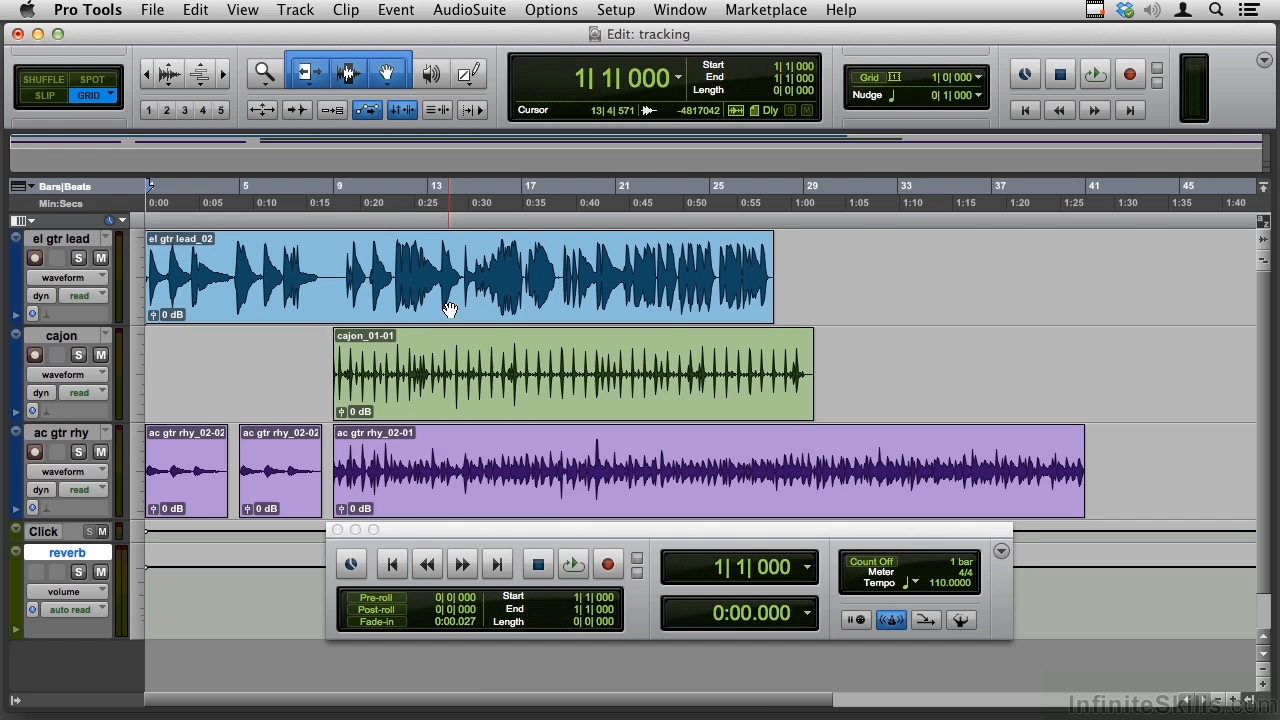 Pro Tools File Edit View Track Clip Event AudioSuite Options Setup Window Marketplace Help
Edit: tracking
SHUFFLE SPOT
SLIP GRID
1 2 3 4 5
1| 1| 000
Start 1| 1| 000
End 1| 1| 000
Length 0| 0| 000
Cursor 13| 4| 571 -4817042 Dly S M
Grid 1| 0| 000
Nudge 0| 1| 000
Bars|Beats 5 9 13 17 21 25 29 33 37 41 45
Min:Secs 0:00 0:05 0:10 0:15 0:20 0:25 0:30 0:35 0:40 0:45 0:50 0:55 1:00 1:05 1:10 1:15 1:20 1:25 1:30 1:35 1:40
a z
el gtr lead
S M
waveform
dyn read
el gtr lead_02
0 dB
cajon
S M
waveform
dyn read
cajon_01-01
0 dB
ac gtr rhy
S M
waveform
dyn read
ac gtr rhy_02-02
0 dB
ac gtr rhy_02-02
0 dB
ac gtr rhy_02-01
0 dB
Click S M
reverb
S M
volume
auto read
Pre-roll 0| 0| 000
Post-roll 0| 0| 000
Fade-in 0:00.027
Start 1| 1| 000
End 1| 1| 000
Length 0| 0| 000
1| 1| 000
0:00.000
Count Off 1 bar
Meter 4/4
Tempo 110.0000
InfiniteSkills.com